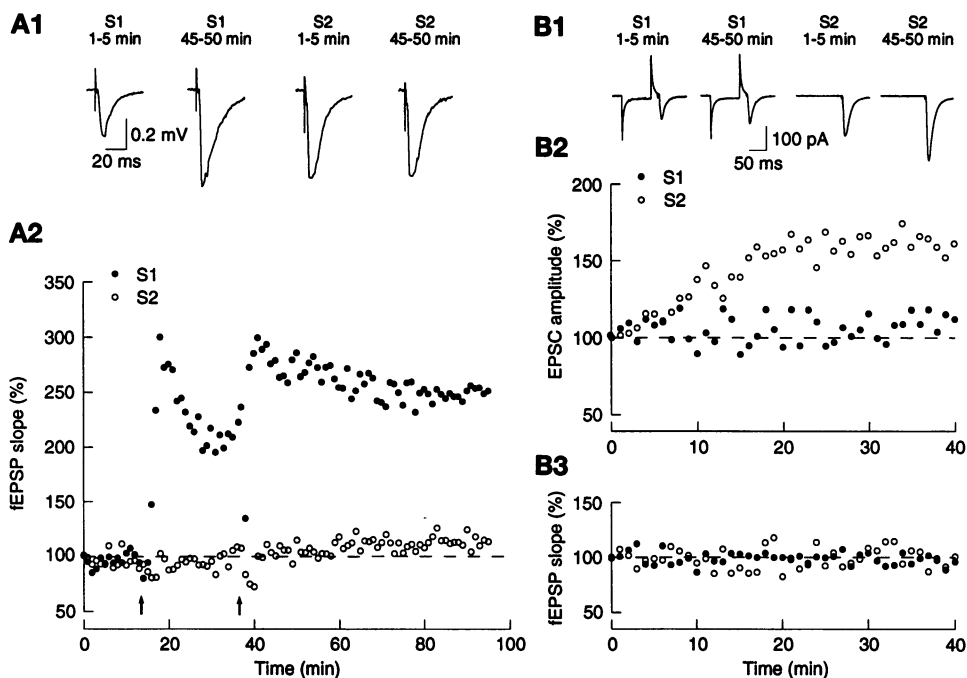 A1
S1 S1 S2 S2
1-5 min 45-50 min 1-5 min 45-50 min
0.2 mV
20 ms
A2
S1
S2
350
300
250
200
150
100
50
fEPSP slope (%)
0 20 40 60 80 100
Time (min)
B1
S1 S1 S2 S2
1-5 min 45-50 min 1-5 min 45-50 min
100 pA
50 ms
B2
S1
S2
200
150
100
50
EPSC amplitude (%)
0 10 20 30 40
B3
150
100
50
fEPSP slope (%)
0 10 20 30 40
Time (min)